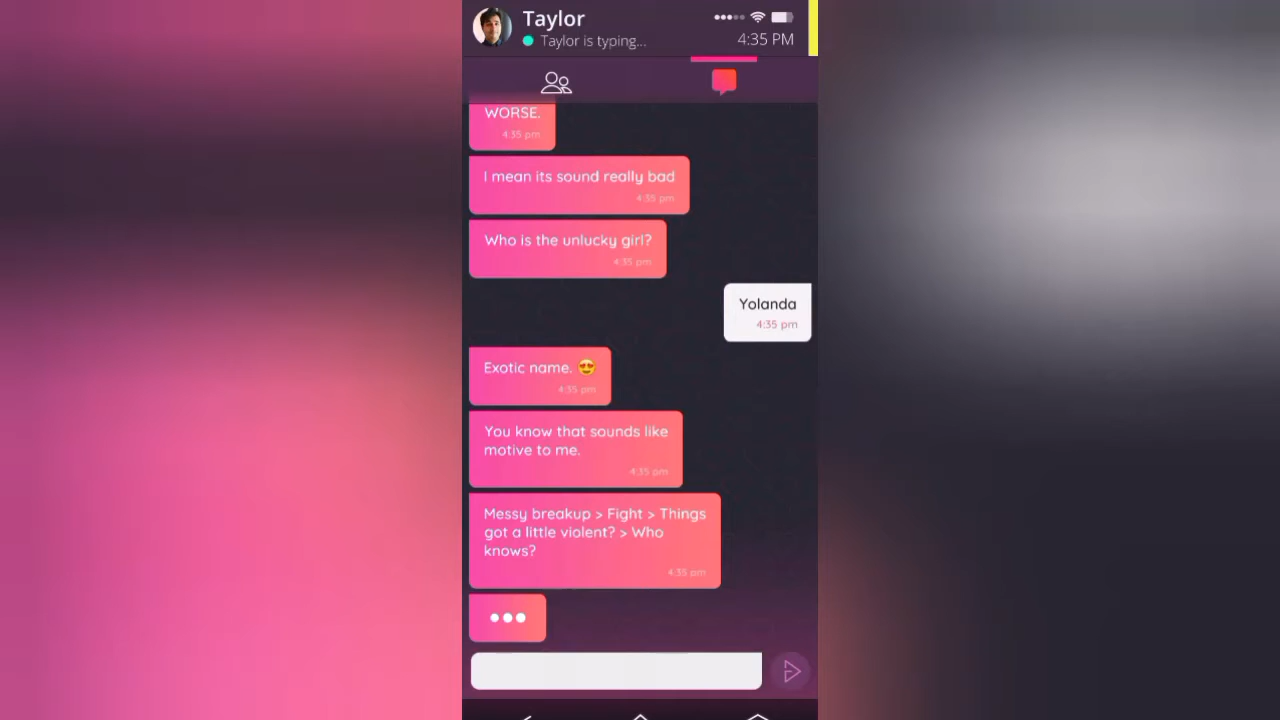 Taylor
Taylor is typing...
4:35 PM
WORSE.
4:35 pm
I mean its sound really bad
4:35 pm
Who is the unlucky girl?
4:35 pm
Yolanda
4:35 pm
Exotic name. 😍
4:35 pm
You know that sounds like
motive to me.
4:35 pm
Messy breakup > Fight > Things
got a little violent? > Who
knows?
4:35 pm